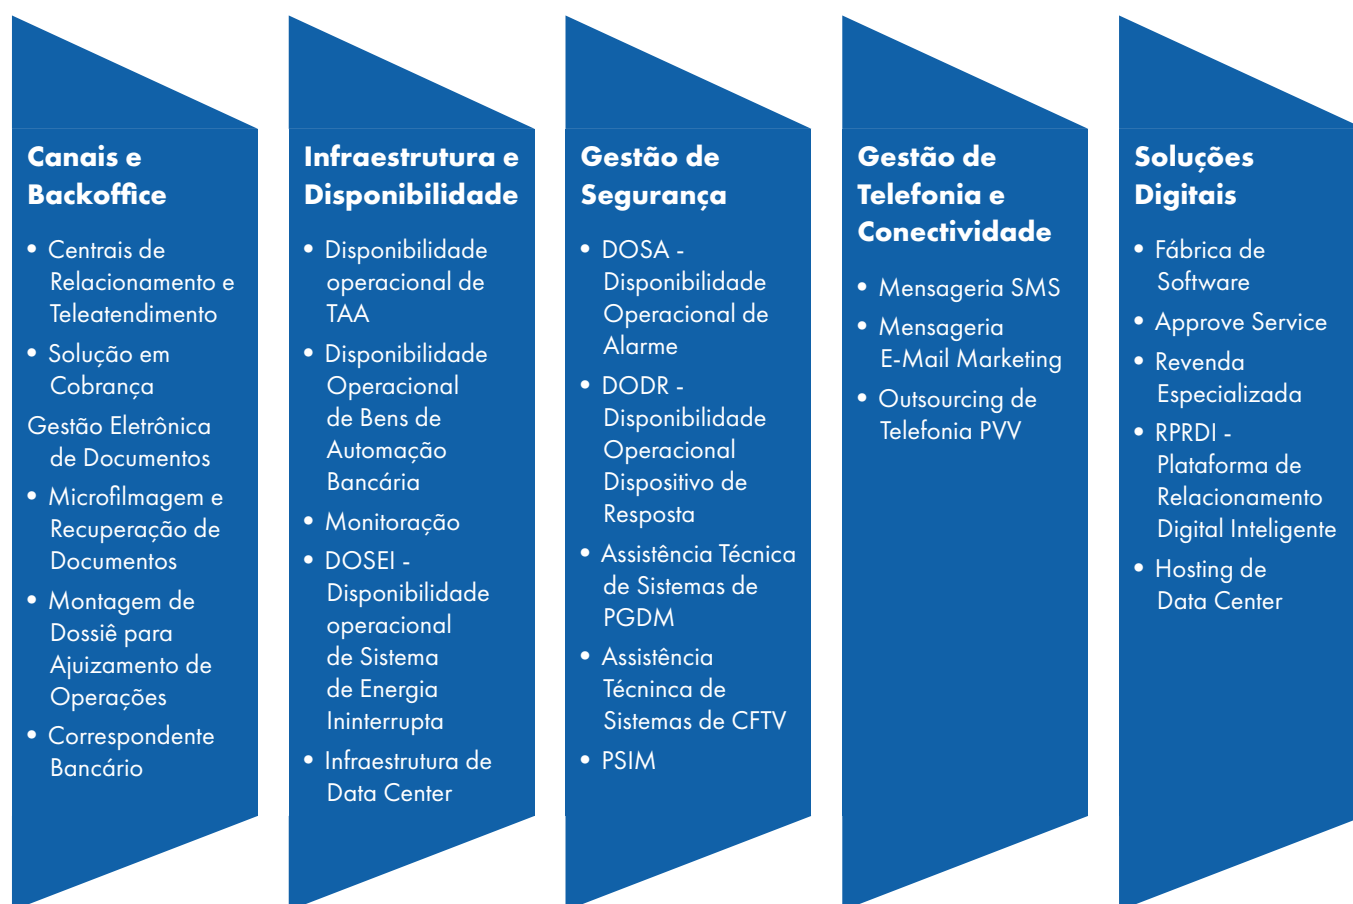 Canais e
Backoffice
• Centrais de
Relacionamento e
Teleatendimento
• Solução em
Cobrança
Gestão Eletrônica
de Documentos
• Microfilmagem e
Recuperação de
Documentos
• Montagem de
Dossiê para
Ajuizamento de
Operações
• Correspondente
Bancário
Infraestrutura e
Disponibilidade
• Disponibilidade
operacional de
TAA
• Disponibilidade
Operacional
de Bens de
Automação
Bancária
• Monitoração
• DOSEI -
Disponibilidade
operacional
de Sistema
de Energia
Ininterrupta
• Infraestrutura de
Data Center
Gestão de
Segurança
• DOSA -
Disponibilidade
Operacional de
Alarme
• DODR -
Disponibilidade
Operacional
Dispositivo de
Resposta
• Assistência Técnica
de Sistemas de
PGDM
• Assistência
Técninca de
Sistemas de CFTV
• PSIM
Gestão de
Telefonia e
Conectividade
• Mensageria SMS
• Mensageria
E-Mail Marketing
• Outsourcing de
Telefonia PVV
Soluções
Digitais
• Fábrica de
Software
• Approve Service
• Revenda
Especializada
• RPRDI -
Plataforma de
Relacionamento
Digital Inteligente
• Hosting de
Data Center